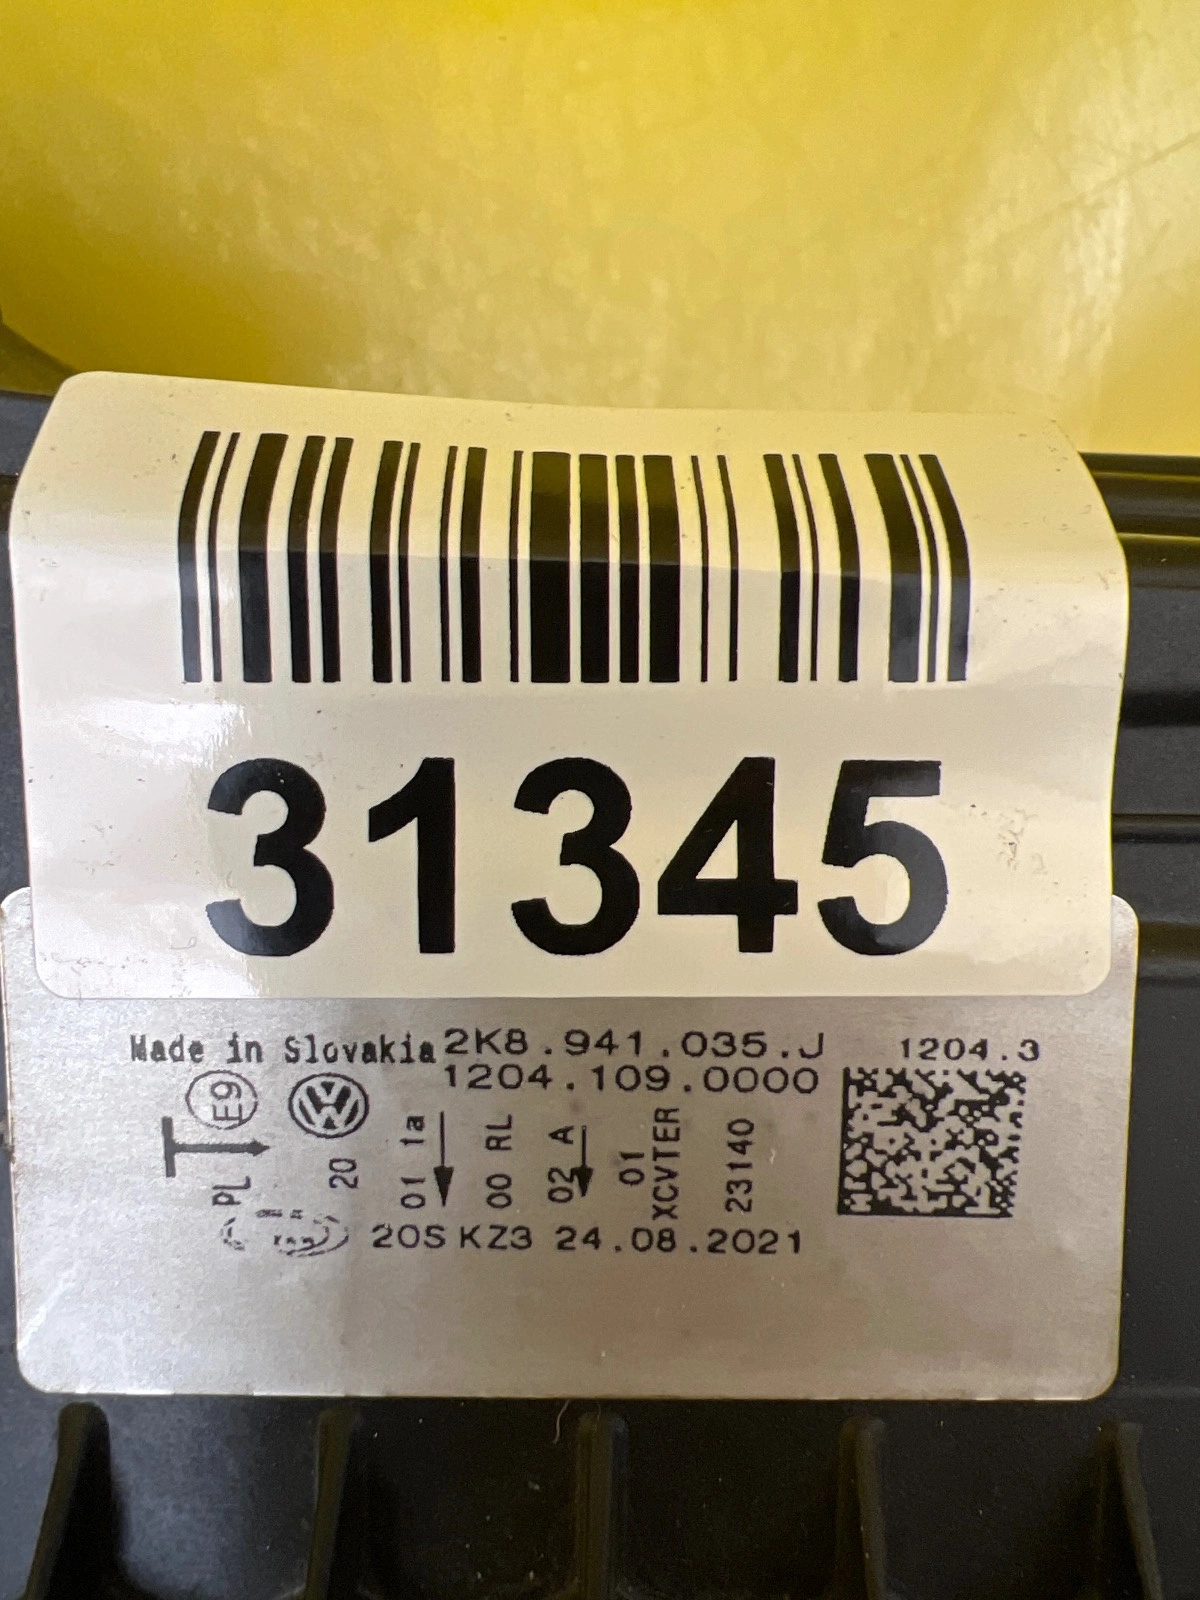 31345
Made in Slovakia 2K8.941.035.J 1204.3
1204.109.0000
E9
PL
20
01 1a
00 RL
02 A
01
XCVTER
23140
20S KZ3 24.08.2021